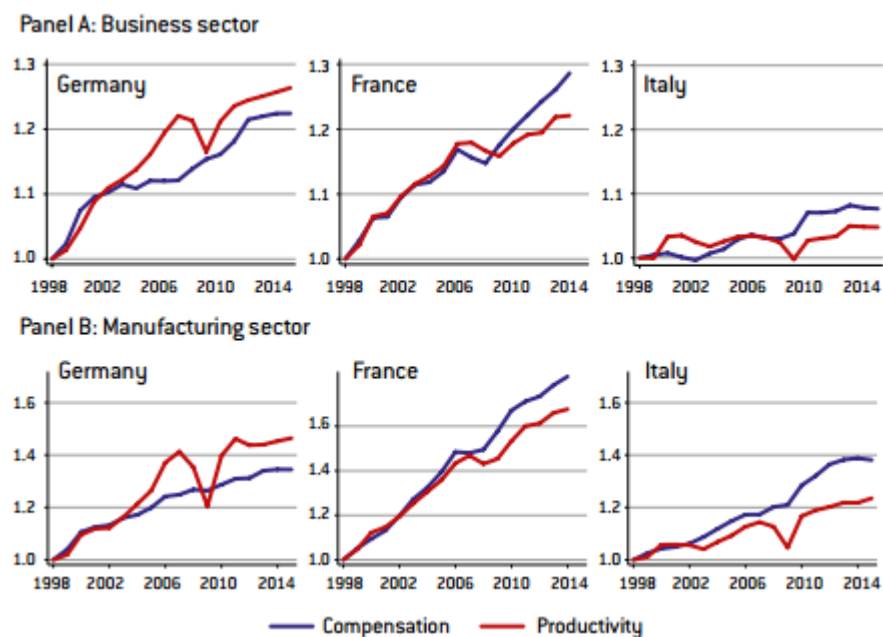 Panel A: Business sector
Germany
1.3
1.2
1.1
1.0
1998 2002 2006 2010 2014
France
1.3
1.2
1.1
1.0
1998 2002 2006 2010 2014
Italy
1.3
1.2
1.1
1.0
1998 2002 2006 2010 2014
Panel B: Manufacturing sector
Germany
1.6
1.4
1.2
1.0
1998 2002 2006 2010 2014
France
1.6
1.4
1.2
1.0
1998 2002 2006 2010 2014
Italy
1.6
1.4
1.2
1.0
1998 2002 2006 2010 2014
Compensation Productivity